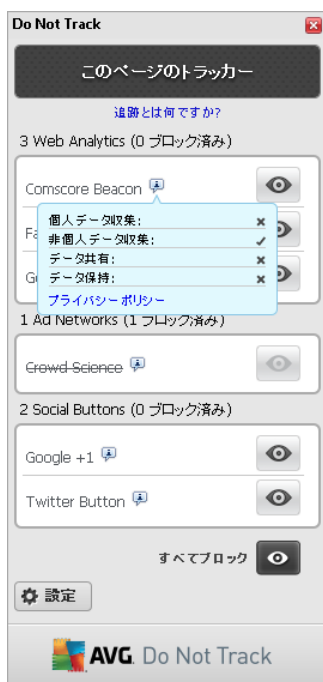 Do Not Track
このページのトラッカー
追跡とは何ですか?
3 Web Analytics (0 ブロック済み)
Comscore Beacon
個人データ収集:
非個人データ収集:
データ共有:
データ保持:
プライバシーポリシー
1 Ad Networks (1 ブロック済み)
Crowd Science
2 Social Buttons (0 ブロック済み)
Google +1
Twitter Button
すべてブロック
設定
AVG. Do Not Track